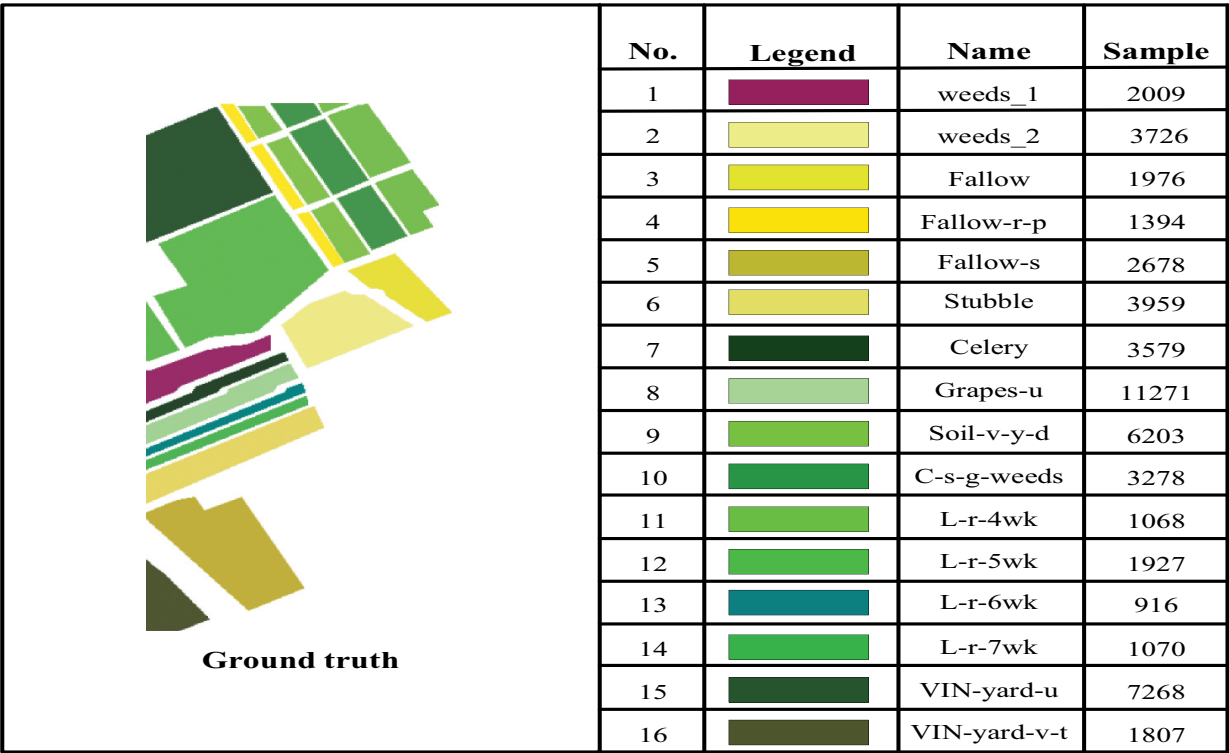 No. Legend Name Sample
1 weeds_1 2009
2 weeds_2 3726
3 Fallow 1976
4 Fallow-r-p 1394
5 Fallow-s 2678
6 Stubble 3959
7 Celery 3579
8 Grapes-u 11271
9 Soil-v-y-d 6203
10 C-s-g-weeds 3278
11 L-r-4wk 1068
12 L-r-5wk 1927
13 L-r-6wk 916
14 L-r-7wk 1070
15 VIN-yard-u 7268
16 VIN-yard-v-t 1807
Ground truth